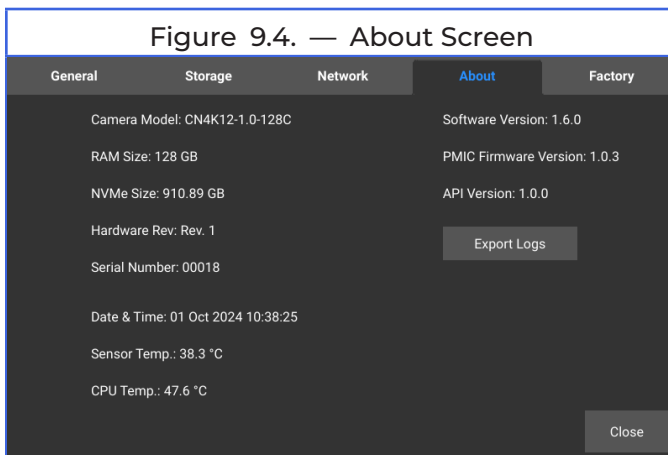 Figure 9.4. — About Screen
General Storage Network About Factory
Camera Model: CN4K12-1.0-128C
RAM Size: 128 GB
NVMe Size: 910.89 GB
Hardware Rev: Rev. 1
Serial Number: 00018
Date & Time: 01 Oct 2024 10:38:25
Sensor Temp.: 38.3 °C
CPU Temp.: 47.6 °C
Software Version: 1.6.0
PMIC Firmware Version: 1.0.3
API Version: 1.0.0
Export Logs
Close